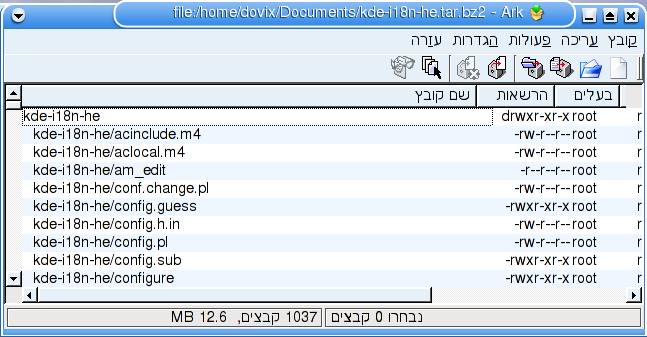 file:/home/dovix/Documents/kde-i18n-he.tar.bz2 - Ark
קובץ עריכה פעולות הגדרות עזרה
שם קובץ הרשאות בעלים
kde-i18n-he drwxr-xr-x root r
kde-i18n-he/acinclude.m4 -rw-r--r-- root r
kde-i18n-he/aclocal.m4 -rw-r--r-- root r
kde-i18n-he/am_edit -r--r--r-- root r
kde-i18n-he/conf.change.pl -rw-r--r-- root r
kde-i18n-he/config.guess -rwxr-xr-x root r
kde-i18n-he/config.h.in -rw-r--r-- root r
kde-i18n-he/config.pl -rw-r--r-- root r
kde-i18n-he/config.sub -rwxr-xr-x root r
kde-i18n-he/configure -rwxr-xr-x root r
נבחרו 0 קבצים 1037 קבצים, 12.6 MB